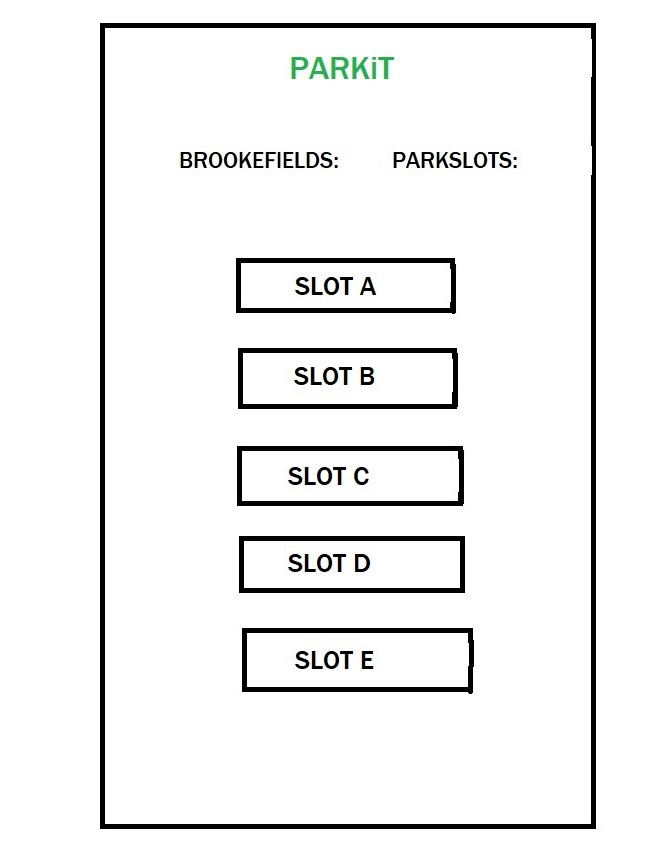 PARKiT
BROOKEFIELDS: PARKSLOTS:
SLOT A
SLOT B
SLOT C
SLOT D
SLOT E